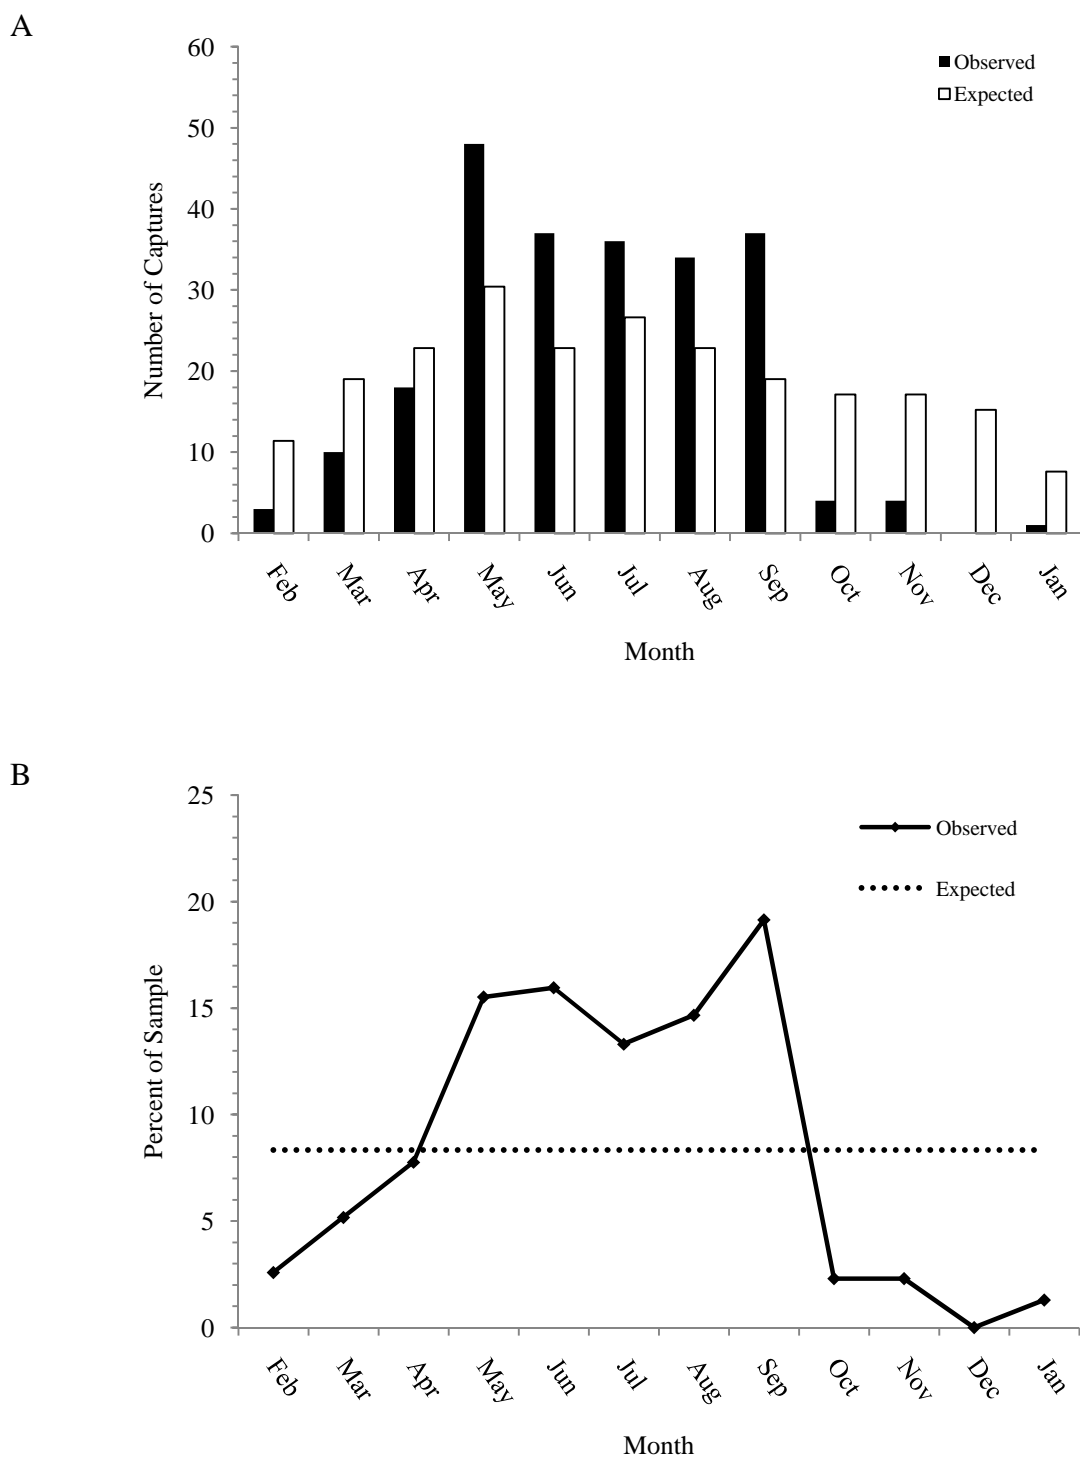 A
60
50
40
30
20
10
0
Number of Captures
Observed
Expected
Feb Mar Apr May Jun Jul Aug Sep Oct Nov Dec Jan
Month
B
25
20
15
10
5
0
Percent of Sample
Observed
Expected
Feb Mar Apr May Jun Jul Aug Sep Oct Nov Dec Jan
Month